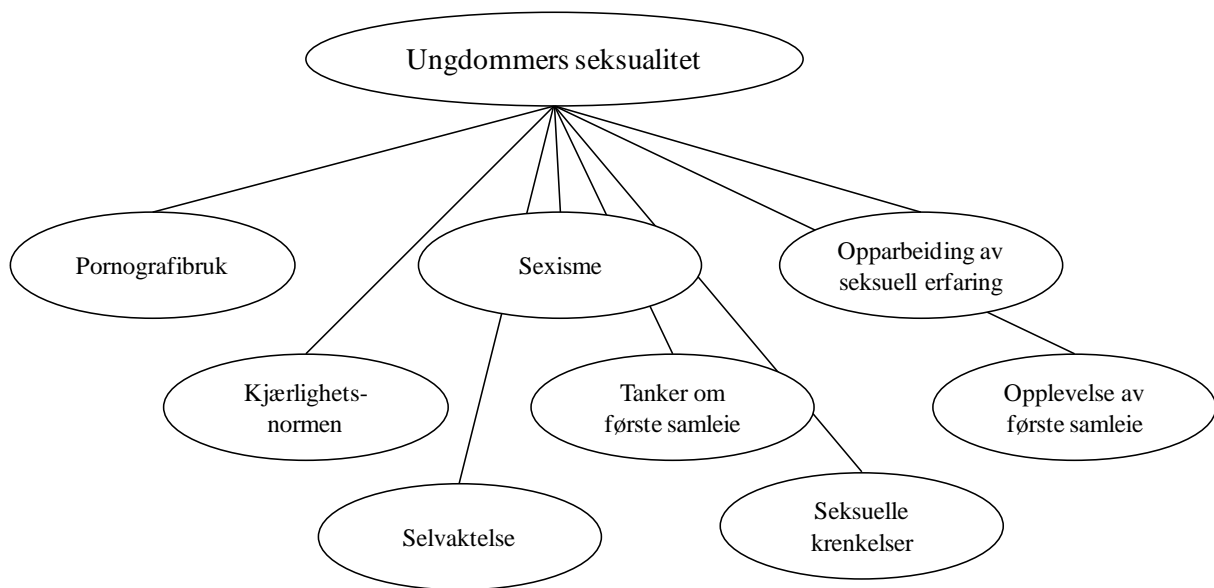 Ungdommers seksualitet
Pornografibruk
Sexisme
Opparbeiding av
seksuell erfaring
Kjærlighets-
normen
Tanker om
første samleie
Opplevelse av
første samleie
Selvaktelse
Seksuelle
krenkelser